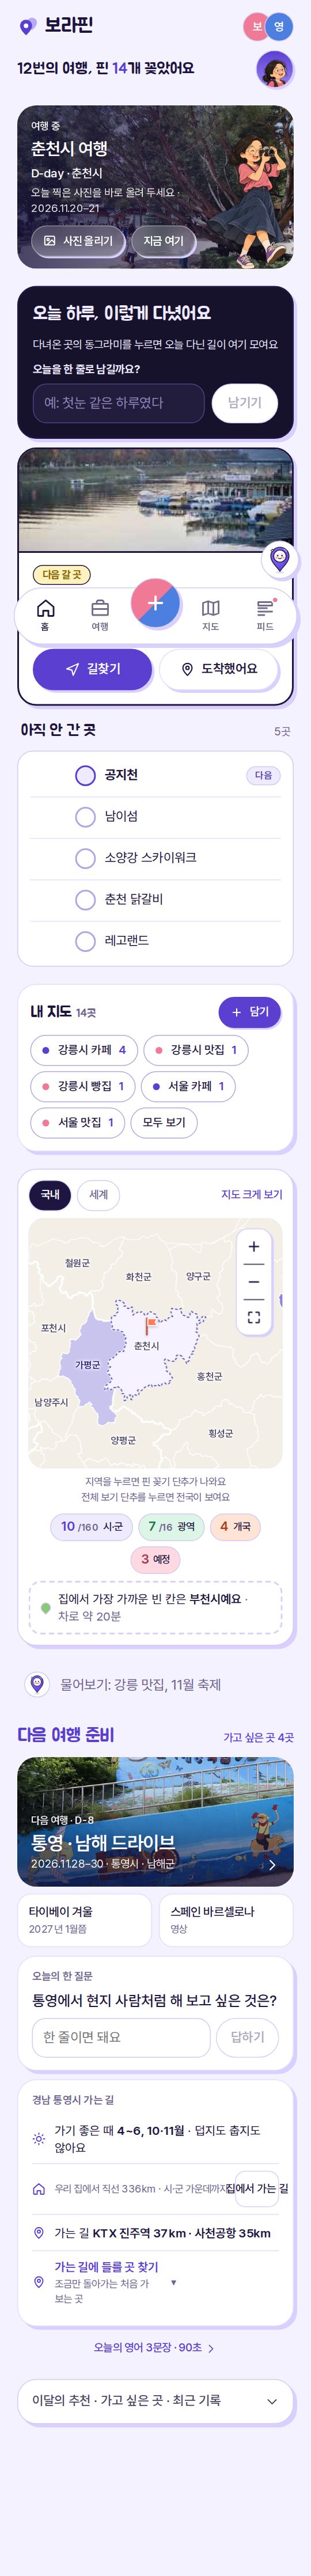 보라핀
보 영
12번의 여행, 핀 14개 꽂았어요
여행 중
춘천시 여행
D-day · 춘천시
오늘 찍은 사진을 바로 올려 두세요 ·
2026.11.20–21
사진 올리기
지금 여기
오늘 하루, 이렇게 다녔어요
다녀온 곳의 동그라미를 누르면 오늘 다닌 길이 여기 모여요
오늘을 한 줄로 남길까요?
예: 첫눈 같은 하루였다
남기기
다음 갈 곳
홈
여행
지도
피드
길찾기
도착했어요
아직 안 간 곳
5곳
공지천
다음
남이섬
소양강 스카이워크
춘천 닭갈비
레고랜드
내 지도 14곳
담기
강릉시 카페 4
강릉시 맛집 1
강릉시 빵집 1
서울 카페 1
서울 맛집 1
모두 보기
국내
세계
지도 크게 보기
철원군
화천군
양구군
포천시
춘천시
가평군
홍천군
남양주시
양평군
횡성군
지역을 누르면 핀 꽂기 단추가 나와요
전체 보기 단추를 누르면 전국이 보여요
10 /160 시·군
7 /16 광역
4 개국
3 예정
집에서 가장 가까운 빈 칸은 부천시예요 ·
차로 약 20분
물어보기: 강릉 맛집, 11월 축제
다음 여행 준비
가고 싶은 곳 4곳
다음 여행 · D-8
통영 · 남해 드라이브
2026.11.28–30 · 통영시 · 남해군
타이베이 겨울
2027년 1월쯤
스페인 바르셀로나
영상
오늘의 한 질문
통영에서 현지 사람처럼 해 보고 싶은 것은?
한 줄이면 돼요
답하기
경남 통영시 가는 길
가기 좋은 때 4~6, 10·11월 · 덥지도 춥지도
않아요
우리 집에서 직선 336km · 시·군 가운데까지
집에서 가는 길
가는 길 KTX 진주역 37km · 사천공항 35km
가는 길에 들를 곳 찾기
조금만 돌아가는 처음 가
보는 곳
오늘의 영어 3문장 · 90초
이달의 추천 · 가고 싶은 곳 · 최근 기록